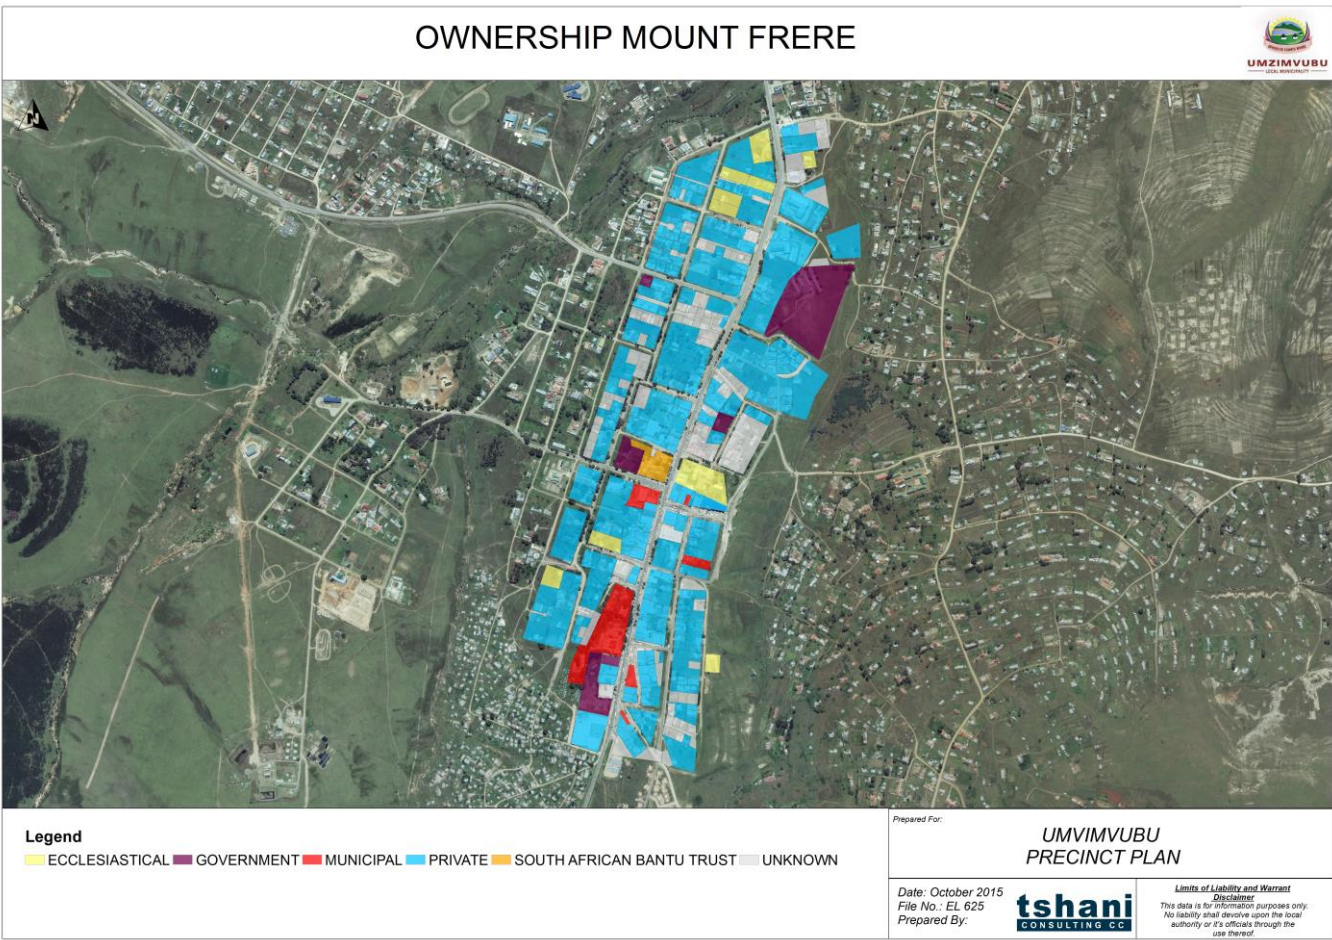 OWNERSHIP MOUNT FRERE
UMZIMVUBU
LOCAL MUNICIPALITY
N
Legend
ECCLESIASTICAL GOVERNMENT MUNICIPAL PRIVATE SOUTH AFRICAN BANTU TRUST UNKNOWN
Prepared For:
UMVIMVUBU
PRECINCT PLAN
Date: October 2015
File No.: EL 625
Prepared By:
tshani
CONSULTING CC
Limits of Liability and Warrant
Disclaimer
This data is for information purposes only.
No liability shall devolve upon the local
authority or it's officials through the
use thereof.